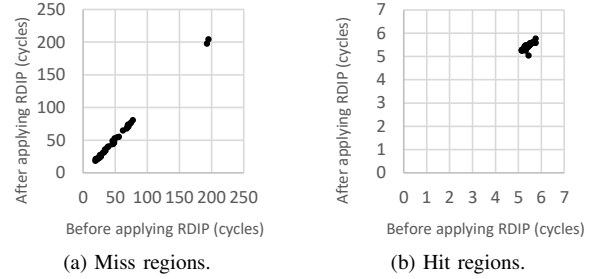 After applying RDIP (cycles)
250
200
150
100
50
0
0 50 100 150 200 250
Before applying RDIP (cycles)
(a) Miss regions.
After applying RDIP (cycles)
7
6
5
4
3
2
1
0
0 1 2 3 4 5 6 7
Before applying RDIP (cycles)
(b) Hit regions.